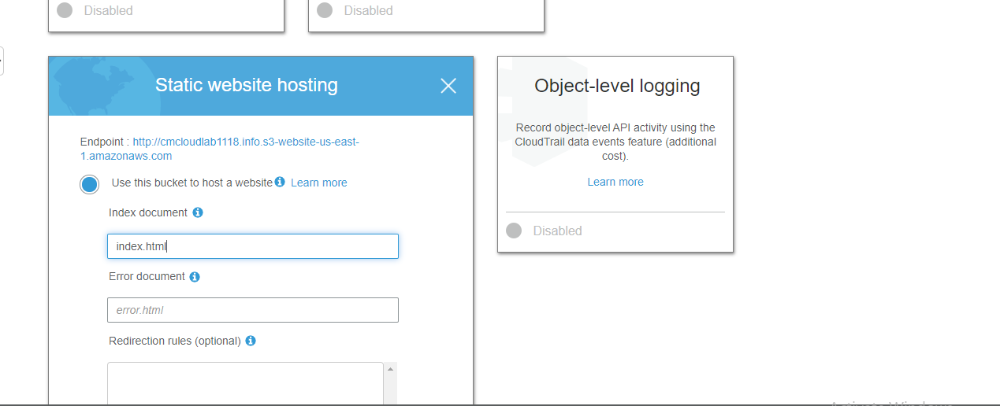 Disabled
Disabled
Static website hosting
Endpoint : http://cmcloudlab1118.info.s3-website-us-east-
1.amazonaws.com
Use this bucket to host a website Learn more
Index document
index.html
Error document
error.html
Redirection rules (optional)
Object-level logging
Record object-level API activity using the
CloudTrail data events feature (additional
cost).
Learn more
Disabled